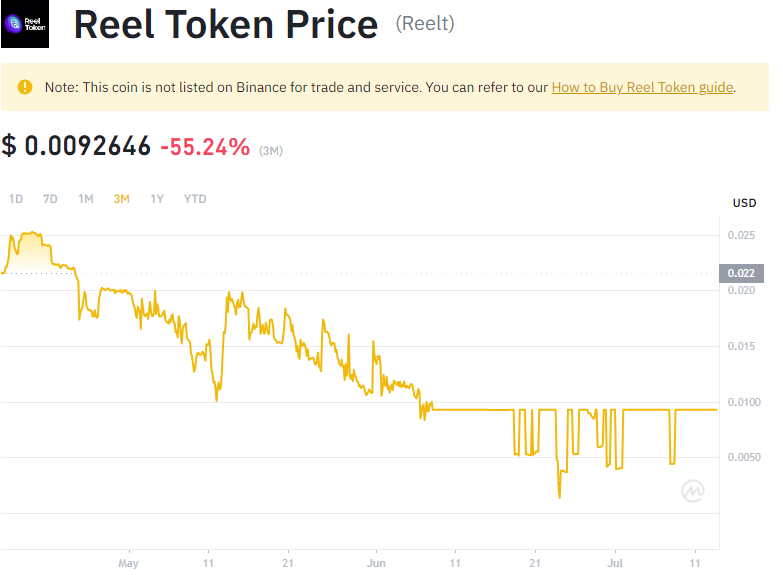 Reel
Token
Reel Token Price (Reelt)
Note: This coin is not listed on Binance for trade and service. You can refer to our How to Buy Reel Token guide.
$ 0.0092646 -55.24% (3M)
1D 7D 1M 3M 1Y YTD
USD
0.025
0.022
0.020
0.015
0.0100
0.0050
May 11 21 Jun 11 21 Jul 11